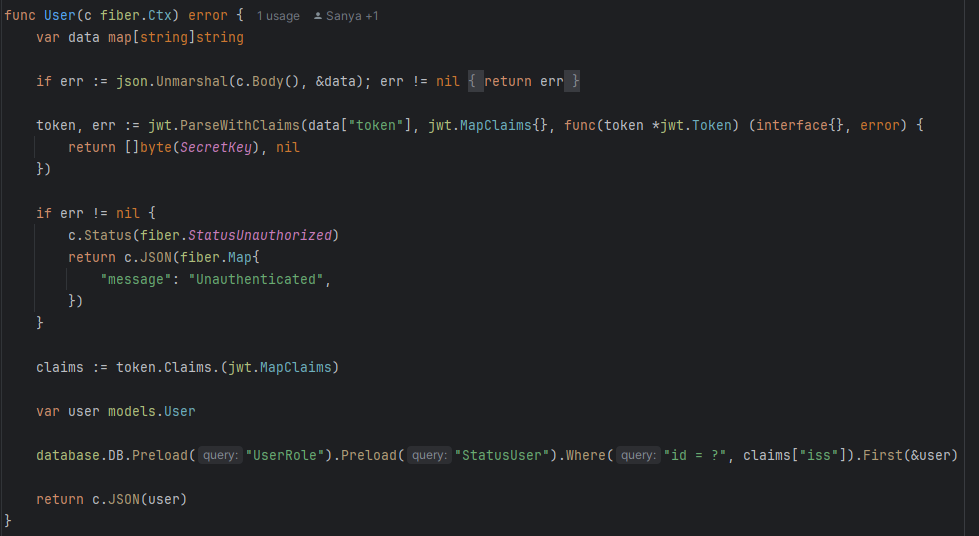 func User(c fiber.Ctx) error {  1 usage  Sanya +1
    var data map[string]string
    if err := json.Unmarshal(c.Body(), &data); err != nil { return err }
    token, err := jwt.ParseWithClaims(data["token"], jwt.MapClaims{}, func(token *jwt.Token) (interface{}, error) {
        return []byte(SecretKey), nil
    })
    if err != nil {
        c.Status(fiber.StatusUnauthorized)
        return c.JSON(fiber.Map{
            "message": "Unauthenticated",
        })
    }
    claims := token.Claims.(jwt.MapClaims)
    var user models.User
    database.DB.Preload( query: "UserRole").Preload( query: "StatusUser").Where( query: "id = ?", claims["iss"]).First(&user)
    return c.JSON(user)
}